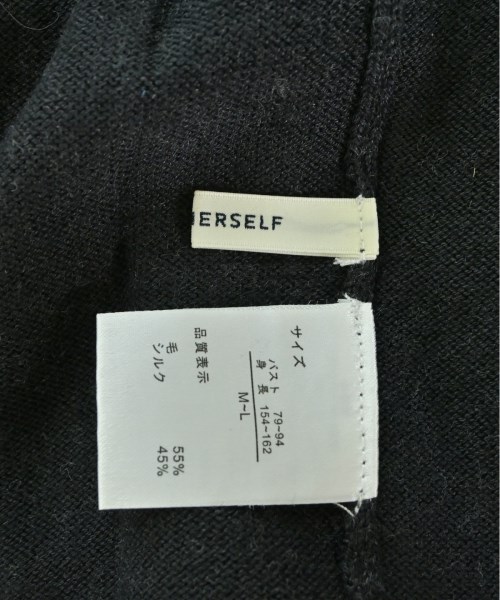 HERSELF
サイズ
バスト 79-94
身 長 154-162
M~L
品質表示
毛 55%
シルク 45%